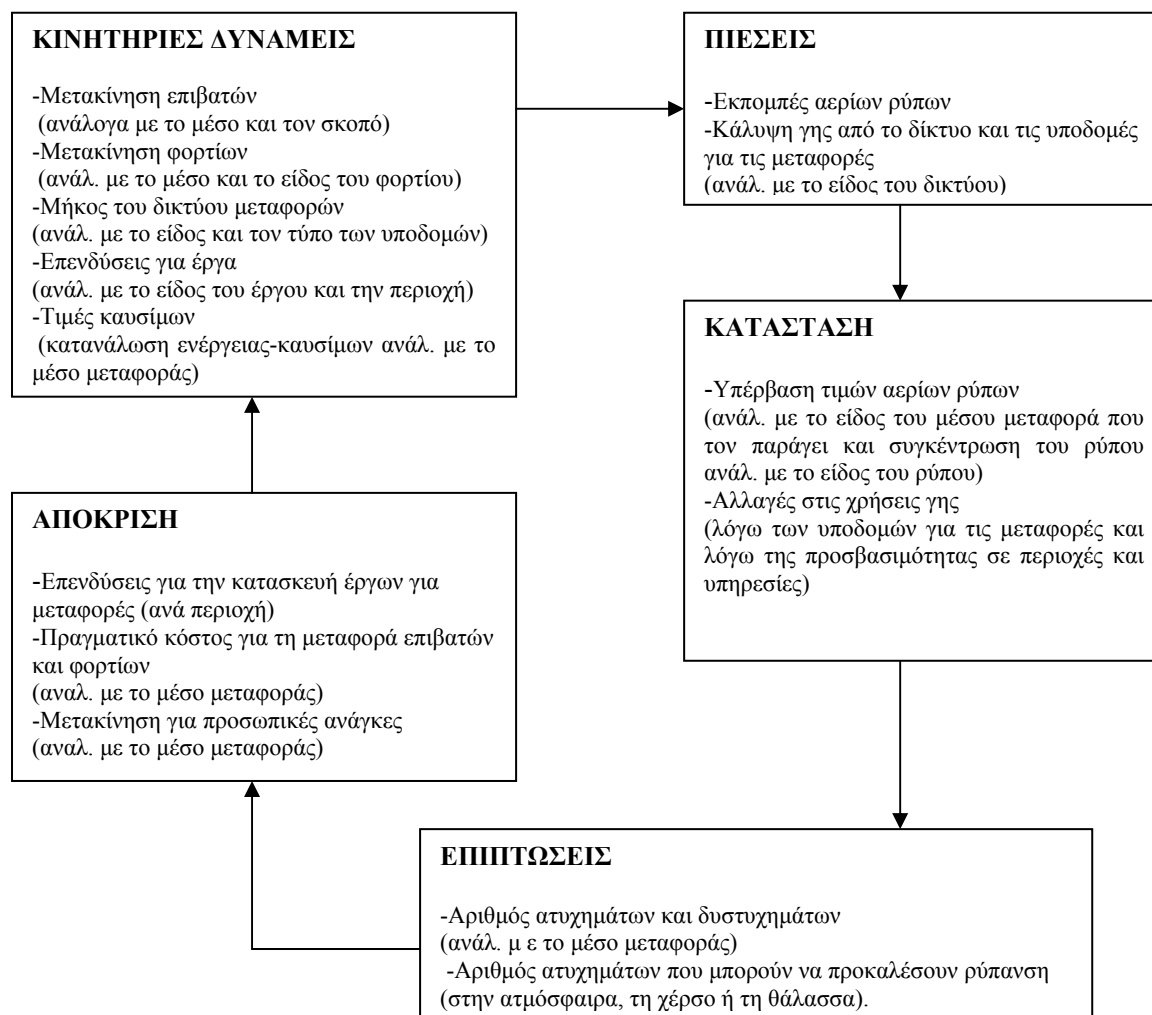 ΚΙΝΗΤΗΡΙΕΣ ΔΥΝΑΜΕΙΣ
-Μετακίνηση επιβατών
(ανάλογα με το μέσο και τον σκοπό)
-Μετακίνηση φορτίων
(ανάλ. με το μέσο και το είδος του φορτίου)
-Μήκος του δικτύου μεταφορών
(ανάλ. με το είδος και τον τύπο των υποδομών)
-Επενδύσεις για έργα
(ανάλ. με το είδος του έργου και την περιοχή)
-Τιμές καυσίμων
(κατανάλωση ενέργειας-καυσίμων ανάλ. με το
μέσο μεταφοράς)
ΠΙΕΣΕΙΣ
-Εκπομπές αερίων ρύπων
-Κάλυψη γης από το δίκτυο και τις υποδομές
για τις μεταφορές
(ανάλ. με το είδος του δικτύου)
ΚΑΤΑΣΤΑΣΗ
-Υπέρβαση τιμών αερίων ρύπων
(ανάλ. με το είδος του μέσου μεταφορά που
τον παράγει και συγκέντρωση του ρύπου
ανάλ. με το είδος του ρύπου)
-Αλλαγές στις χρήσεις γης
(λόγω των υποδομών για τις μεταφορές και
λόγω της προσβασιμότητας σε περιοχές και
υπηρεσίες)
ΑΠΟΚΡΙΣΗ
-Επενδύσεις για την κατασκευή έργων για
μεταφορές (ανά περιοχή)
-Πραγματικό κόστος για τη μεταφορά επιβατών
και φορτίων
(αναλ. με το μέσο μεταφοράς)
-Μετακίνηση για προσωπικές ανάγκες
(αναλ. με το μέσο μεταφοράς)
ΕΠΙΠΤΩΣΕΙΣ
-Αριθμός ατυχημάτων και δυστυχημάτων
(ανάλ. μ ε το μέσο μεταφοράς)
-Αριθμός ατυχημάτων που μπορούν να προκαλέσουν ρύπανση
(στην ατμόσφαιρα, τη χέρσο ή τη θάλασσα).